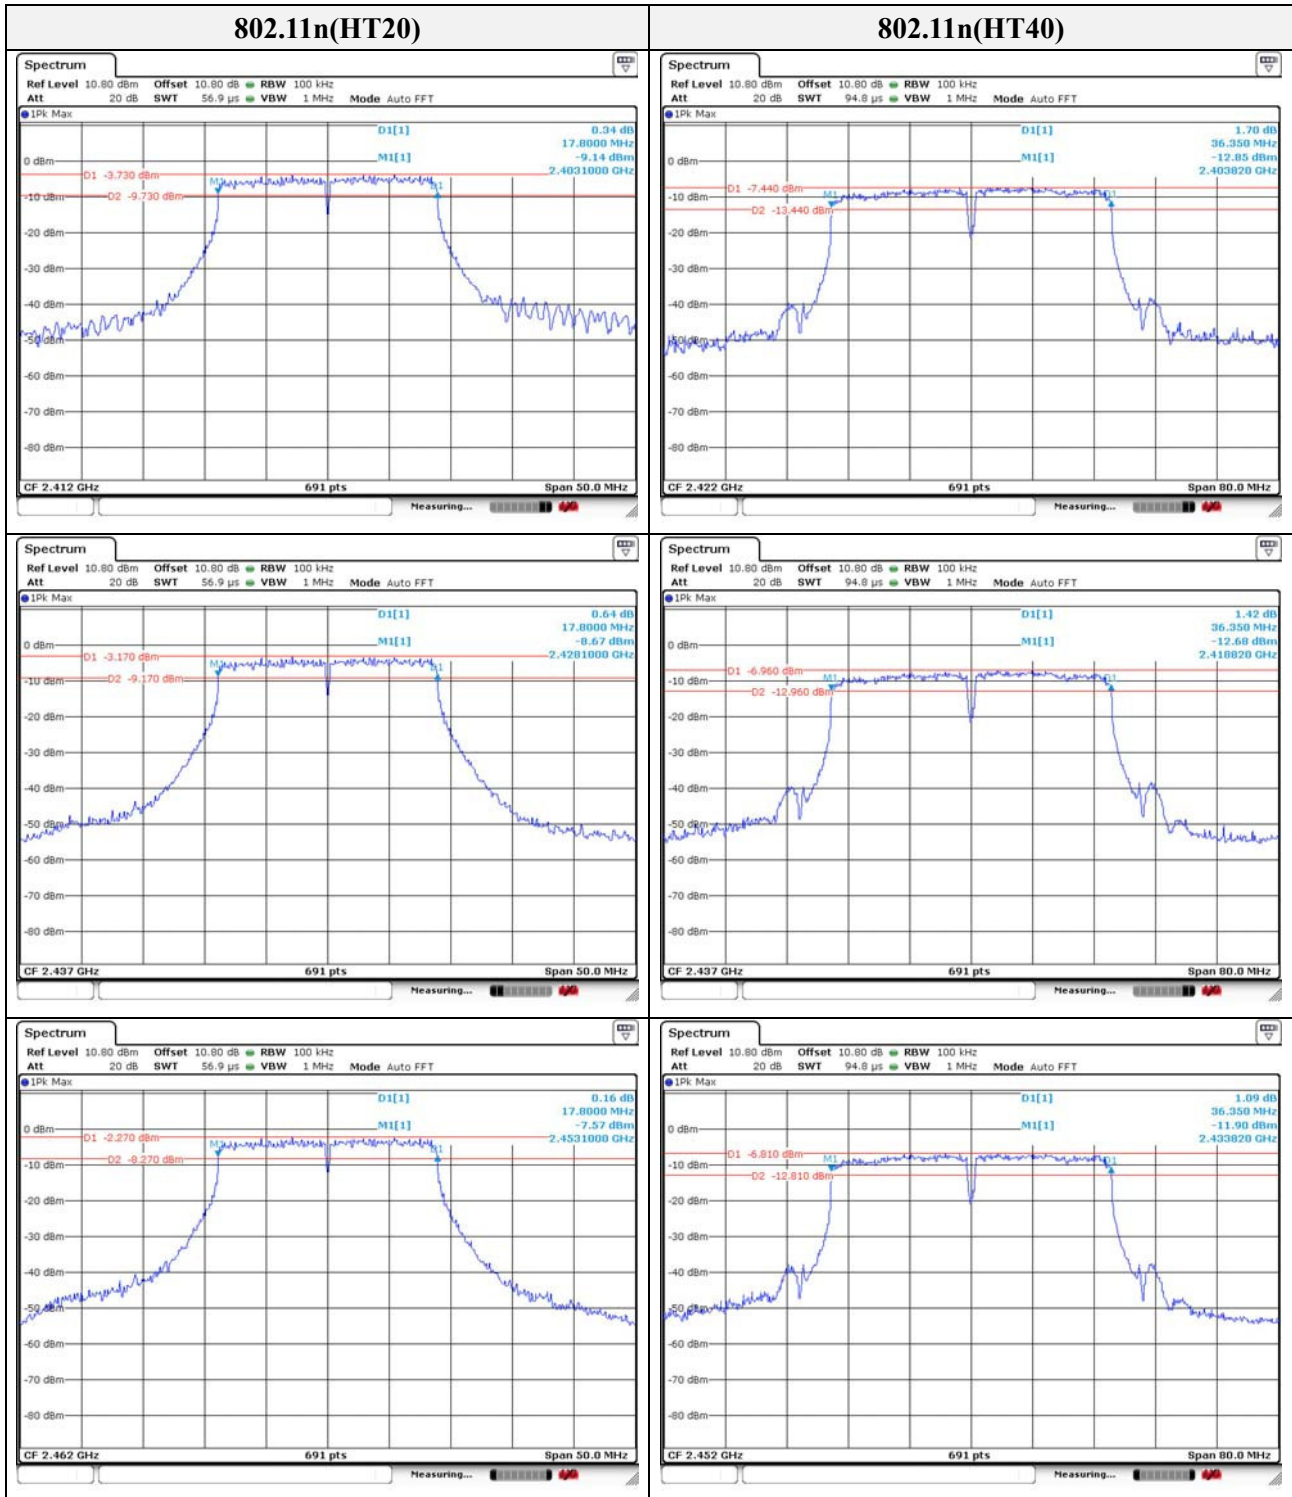 802.11n(HT20)
802.11n(HT40)
Spectrum
Ref Level 10.80 dBm Offset 10.80 dB RBW 100 kHz
Att 20 dB SWT 56.9 µs VBW 1 MHz Mode Auto FFT
1Pk Max
D1[1] 0.34 dB
17.8000 MHz
M1[1] -9.14 dBm
2.4031000 GHz
0 dBm
D1 -3.730 dBm
M1
D1
-10 dBm
D2 -9.730 dBm
-20 dBm
-30 dBm
-40 dBm
-50 dBm
-60 dBm
-70 dBm
-80 dBm
CF 2.412 GHz 691 pts Span 50.0 MHz
Measuring...
Spectrum
Ref Level 10.80 dBm Offset 10.80 dB RBW 100 kHz
Att 20 dB SWT 94.8 µs VBW 1 MHz Mode Auto FFT
1Pk Max
D1[1] 1.70 dB
36.350 MHz
M1[1] -12.85 dBm
2.403820 GHz
0 dBm
D1 -7.440 dBm
M1
D1
-10 dBm
D2 -13.440 dBm
-20 dBm
-30 dBm
-40 dBm
-50 dBm
-60 dBm
-70 dBm
-80 dBm
CF 2.422 GHz 691 pts Span 80.0 MHz
Measuring...
Spectrum
Ref Level 10.80 dBm Offset 10.80 dB RBW 100 kHz
Att 20 dB SWT 56.9 µs VBW 1 MHz Mode Auto FFT
1Pk Max
D1[1] 0.64 dB
17.8000 MHz
M1[1] -8.67 dBm
2.4281000 GHz
0 dBm
D1 -3.170 dBm
M1
D1
-10 dBm
D2 -9.170 dBm
-20 dBm
-30 dBm
-40 dBm
-50 dBm
-60 dBm
-70 dBm
-80 dBm
CF 2.437 GHz 691 pts Span 50.0 MHz
Measuring...
Spectrum
Ref Level 10.80 dBm Offset 10.80 dB RBW 100 kHz
Att 20 dB SWT 94.8 µs VBW 1 MHz Mode Auto FFT
1Pk Max
D1[1] 1.42 dB
36.350 MHz
M1[1] -12.68 dBm
2.418820 GHz
0 dBm
D1 -6.960 dBm
M1
D1
-10 dBm
D2 -12.960 dBm
-20 dBm
-30 dBm
-40 dBm
-50 dBm
-60 dBm
-70 dBm
-80 dBm
CF 2.437 GHz 691 pts Span 80.0 MHz
Measuring...
Spectrum
Ref Level 10.80 dBm Offset 10.80 dB RBW 100 kHz
Att 20 dB SWT 56.9 µs VBW 1 MHz Mode Auto FFT
1Pk Max
D1[1] 0.16 dB
17.8000 MHz
M1[1] -7.57 dBm
2.4531000 GHz
0 dBm
D1 -2.270 dBm
M1
D1
-10 dBm
D2 -8.270 dBm
-20 dBm
-30 dBm
-40 dBm
-50 dBm
-60 dBm
-70 dBm
-80 dBm
CF 2.462 GHz 691 pts Span 50.0 MHz
Measuring...
Spectrum
Ref Level 10.80 dBm Offset 10.80 dB RBW 100 kHz
Att 20 dB SWT 94.8 µs VBW 1 MHz Mode Auto FFT
1Pk Max
D1[1] 1.09 dB
36.350 MHz
M1[1] -11.90 dBm
2.433820 GHz
0 dBm
D1 -6.810 dBm
M1
D1
-10 dBm
D2 -12.810 dBm
-20 dBm
-30 dBm
-40 dBm
-50 dBm
-60 dBm
-70 dBm
-80 dBm
CF 2.452 GHz 691 pts Span 80.0 MHz
Measuring...